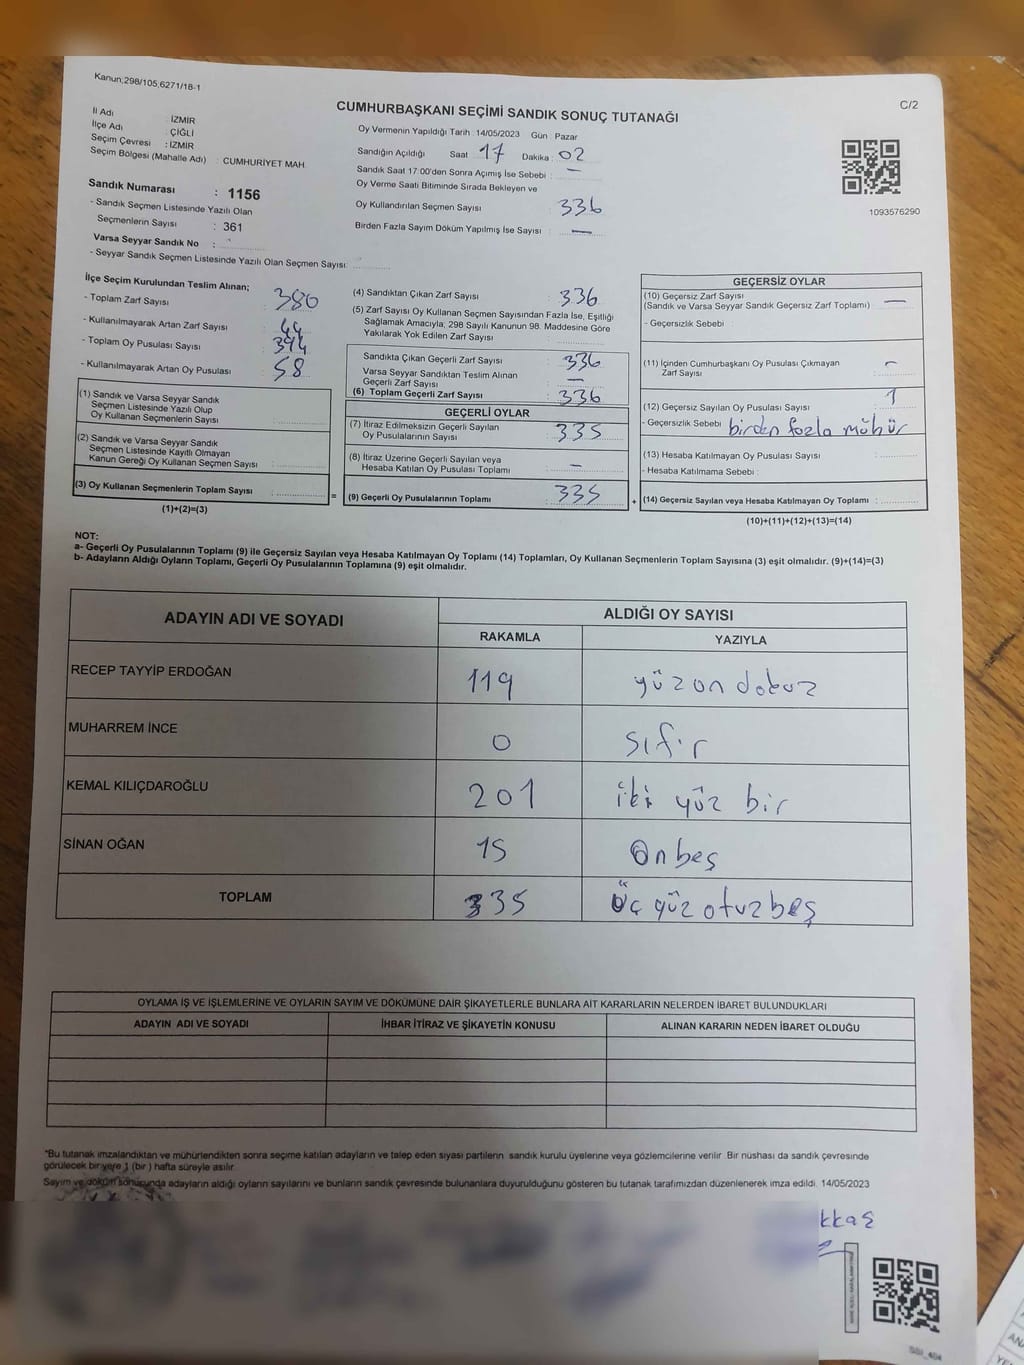 Kanun;298/105,6271/18-1
C/2
CUMHURBAŞKANI SEÇİMİ SANDIK SONUÇ TUTANAĞI
İl Adı : İZMİR
İlçe Adı : ÇİĞLİ
Seçim Çevresi : İZMİR
Seçim Bölgesi (Mahalle Adı) : CUMHURİYET MAH.
Sandık Numarası : 1156
- Sandık Seçmen Listesinde Yazılı Olan
Seçmenlerin Sayısı : 361
Varsa Seyyar Sandık No :
- Seyyar Sandık Seçmen Listesinde Yazılı Olan Seçmen Sayısı:
Oy Vermenin Yapıldığı Tarih : 14/05/2023 Gün Pazar
Sandığın Açıldığı Saat 17 Dakika : 02
Sandık Saat 17:00'den Sonra Açımış İse Sebebi : —
Oy Verme Saati Bitiminde Sırada Bekleyen ve
Oy Kullandırılan Seçmen Sayısı : 336
Birden Fazla Sayım Döküm Yapılmış İse Sayısı : —
1093576290
İlçe Seçim Kurulundan Teslim Alınan;
- Toplam Zarf Sayısı : 380
- Kullanılmayarak Artan Zarf Sayısı : 44
- Toplam Oy Pusulası Sayısı : 394
- Kullanılmayarak Artan Oy Pusulası : 58
(1) Sandık ve Varsa Seyyar Sandık
Seçmen Listesinde Yazılı Olup
Oy Kullanan Seçmenlerin Sayısı :
(2) Sandık ve Varsa Seyyar Sandık
Seçmen Listesinde Kayıtlı Olmayan
Kanun Gereği Oy Kullanan Seçmen Sayısı :
(3) Oy Kullanan Seçmenlerin Toplam Sayısı : =
(1)+(2)=(3)
(4) Sandıktan Çıkan Zarf Sayısı : 336
(5) Zarf Sayısı Oy Kullanan Seçmen Sayısından Fazla İse, Eşitliği
Sağlamak Amacıyla; 298 Sayılı Kanunun 98. Maddesine Göre
Yakılarak Yok Edilen Zarf Sayısı :
Sandıkta Çıkan Geçerli Zarf Sayısı : 336
Varsa Seyyar Sandıktan Teslim Alınan
Geçerli Zarf Sayısı : —
(6) Toplam Geçerli Zarf Sayısı : 336
GEÇERLİ OYLAR
(7) İtiraz Edilmeksizin Geçerli Sayılan
Oy Pusulalarının Sayısı : 335
(8) İtiraz Üzerine Geçerli Sayılan veya
Hesaba Katılan Oy Pusulası Toplamı : —
(9) Geçerli Oy Pusulalarının Toplamı : 335 +
GEÇERSİZ OYLAR
(10) Geçersiz Zarf Sayısı
(Sandık ve Varsa Seyyar Sandık Geçersiz Zarf Toplamı) : —
- Geçersizlik Sebebi
(11) İçinden Cumhurbaşkanı Oy Pusulası Çıkmayan
Zarf Sayısı : —
(12) Geçersiz Sayılan Oy Pusulası Sayısı : 1
- Geçersizlik Sebebi birden fazla mühür
(13) Hesaba Katılmayan Oy Pusulası Sayısı :
- Hesaba Katılmama Sebebi :
(14) Geçersiz Sayılan veya Hesaba Katılmayan Oy Toplamı :
(10)+(11)+(12)+(13)=(14)
NOT:
a- Geçerli Oy Pusulalarının Toplamı (9) ile Geçersiz Sayılan veya Hesaba Katılmayan Oy Toplamı (14) Toplamları, Oy Kullanan Seçmenlerin Toplam Sayısına (3) eşit olmalıdır. (9)+(14)=(3)
b- Adayların Aldığı Oyların Toplamı, Geçerli Oy Pusulalarının Toplamına (9) eşit olmalıdır.
ADAYIN ADI VE SOYADI ALDIĞI OY SAYISI
RAKAMLA YAZIYLA
RECEP TAYYİP ERDOĞAN 119 yüz on dokuz
MUHARREM İNCE 0 sıfır
KEMAL KILIÇDAROĞLU 201 iki yüz bir
SİNAN OĞAN 15 Onbeş
TOPLAM 335 Üç yüz otuz beş
OYLAMA İŞ VE İŞLEMLERİNE VE OYLARIN SAYIM VE DÖKÜMÜNE DAİR ŞİKAYETLERLE BUNLARA AİT KARARLARIN NELERDEN İBARET BULUNDUKLARI
ADAYIN ADI VE SOYADI İHBAR İTİRAZ VE ŞİKAYETİN KONUSU ALINAN KARARIN NEDEN İBARET OLDUĞU
*Bu tutanak imzalandıktan ve mühürlendikten sonra seçime katılan adayların ve talep eden siyasi partilerin sandık kurulu üyelerine veya gözlemcilerine verilir. Bir nüshası da sandık çevresinde
görülecek bir yere 1 (bir ) hafta süreyle asılır.
Sayım ve döküm sonucunda adayların aldığı oyların sayılarını ve bunların sandık çevresinde bulunanlara duyurulduğunu gösteren bu tutanak tarafımızdan düzenlenerek imza edildi. 14/05/2023
kkaş